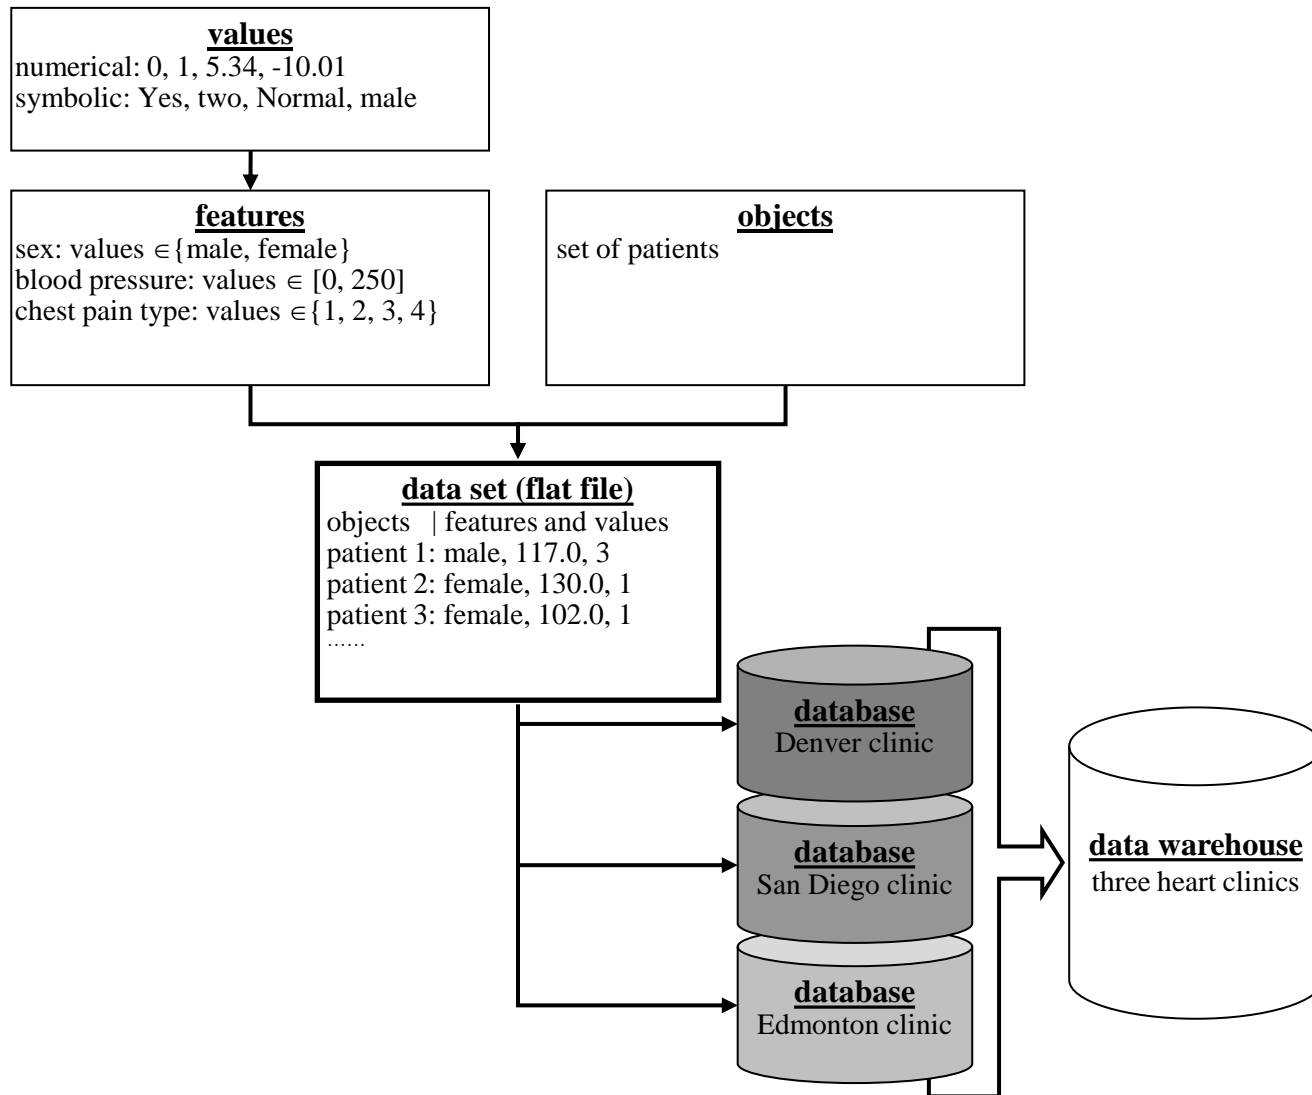 values
numerical: 0, 1, 5.34, -10.01
symbolic: Yes, two, Normal, male
features
sex: values ∈{male, female}
blood pressure: values ∈ [0, 250]
chest pain type: values ∈{1, 2, 3, 4}
objects
set of patients
data set (flat file)
objects | features and values
patient 1: male, 117.0, 3
patient 2: female, 130.0, 1
patient 3: female, 102.0, 1
......
database
Denver clinic
database
San Diego clinic
database
Edmonton clinic
data warehouse
three heart clinics